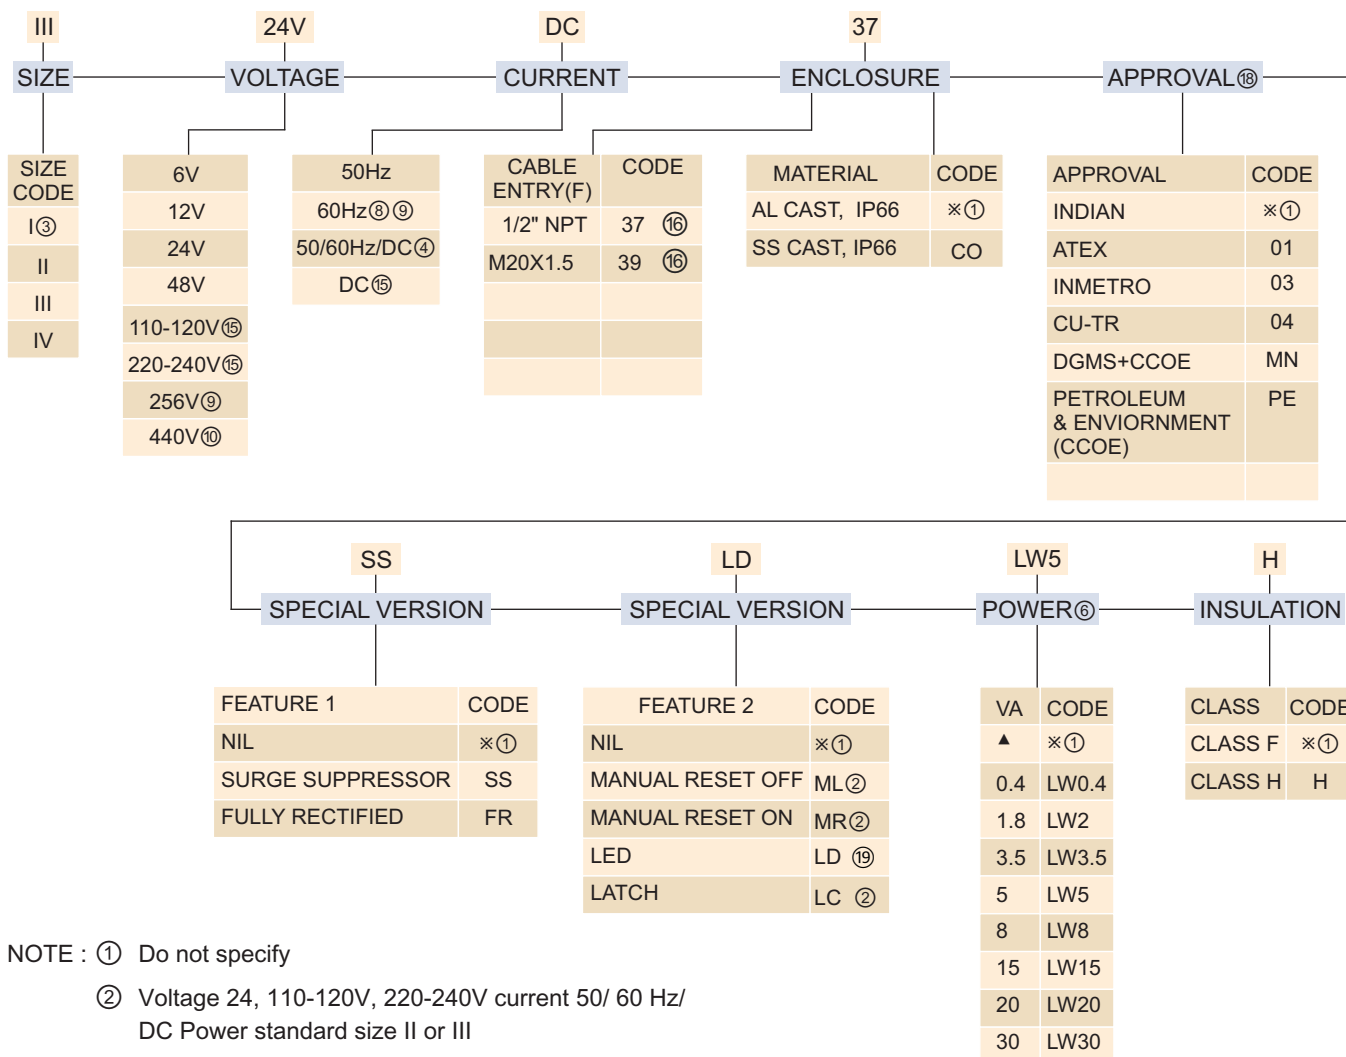 III 24V DC 37
SIZE VOLTAGE CURRENT ENCLOSURE APPROVAL⑱
SIZE CODE
I③
II
III
IV
6V
12V
24V
48V
110-120V⑮
220-240V⑮
256V⑨
440V⑩
50Hz
60Hz⑧⑨
50/60Hz/DC④
DC⑮
CABLE ENTRY(F) CODE
1/2" NPT 37 ⑯
M20X1.5 39 ⑯
MATERIAL CODE
AL CAST, IP66 ※①
SS CAST, IP66 CO
APPROVAL CODE
INDIAN ※①
ATEX 01
INMETRO 03
CU-TR 04
DGMS+CCOE MN
PETROLEUM & ENVIORNMENT (CCOE) PE
SS LD LW5 H
SPECIAL VERSION SPECIAL VERSION POWER⑥ INSULATION
FEATURE 1 CODE
NIL ※①
SURGE SUPPRESSOR SS
FULLY RECTIFIED FR
FEATURE 2 CODE
NIL ※①
MANUAL RESET OFF ML②
MANUAL RESET ON MR②
LED LD ⑲
LATCH LC ②
VA CODE
▲ ※①
0.4 LW0.4
1.8 LW2
3.5 LW3.5
5 LW5
8 LW8
15 LW15
20 LW20
30 LW30
CLASS CODE
CLASS F ※①
CLASS H H
NOTE : ① Do not specify
② Voltage 24, 110-120V, 220-240V current 50/ 60 Hz/
DC Power standard size II or III